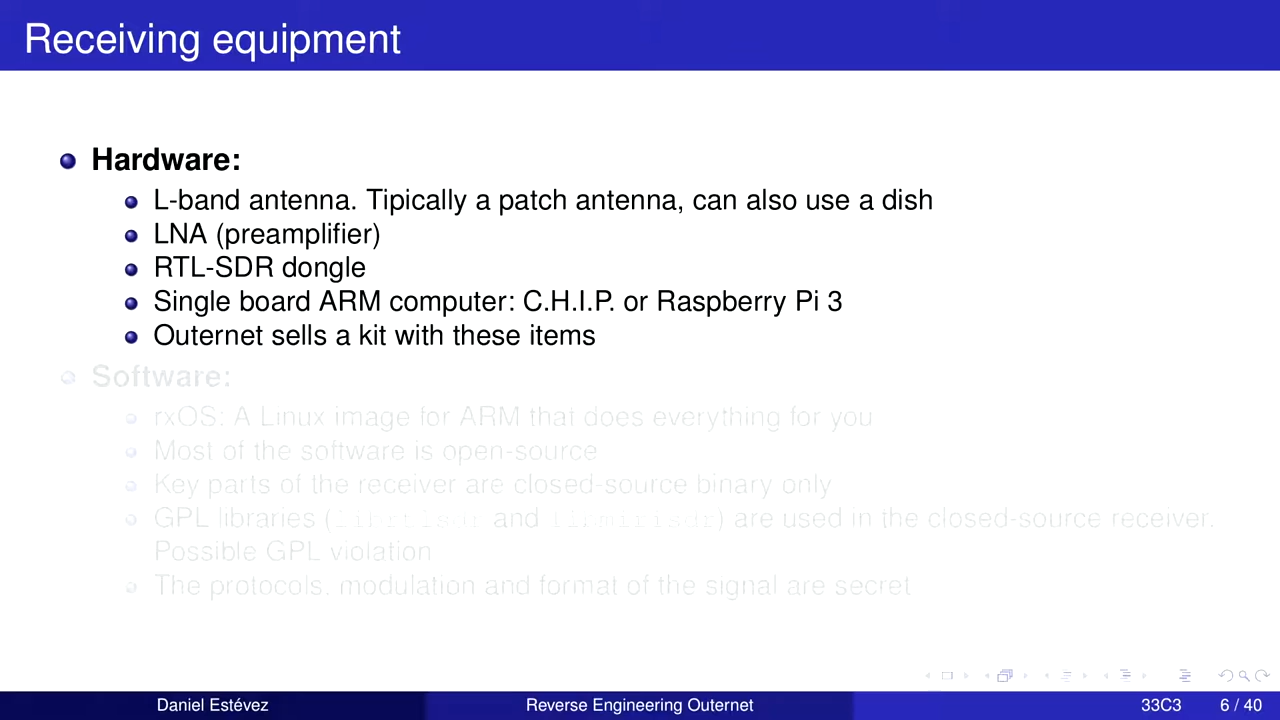 Receiving equipment
Hardware:
L-band antenna. Tipically a patch antenna, can also use a dish
LNA (preamplifier)
RTL-SDR dongle
Single board ARM computer: C.H.I.P. or Raspberry Pi 3
Outernet sells a kit with these items
Software:
rxOS: A Linux image for ARM that does everything for you
Most of the software is open-source
Key parts of the receiver are closed-source binary only
GPL libraries (librtlsdr and libmirisdr) are used in the closed-source receiver.
Possible GPL violation
The protocols, modulation and format of the signal are secret
Daniel Estévez Reverse Engineering Outernet 33C3 6 / 40